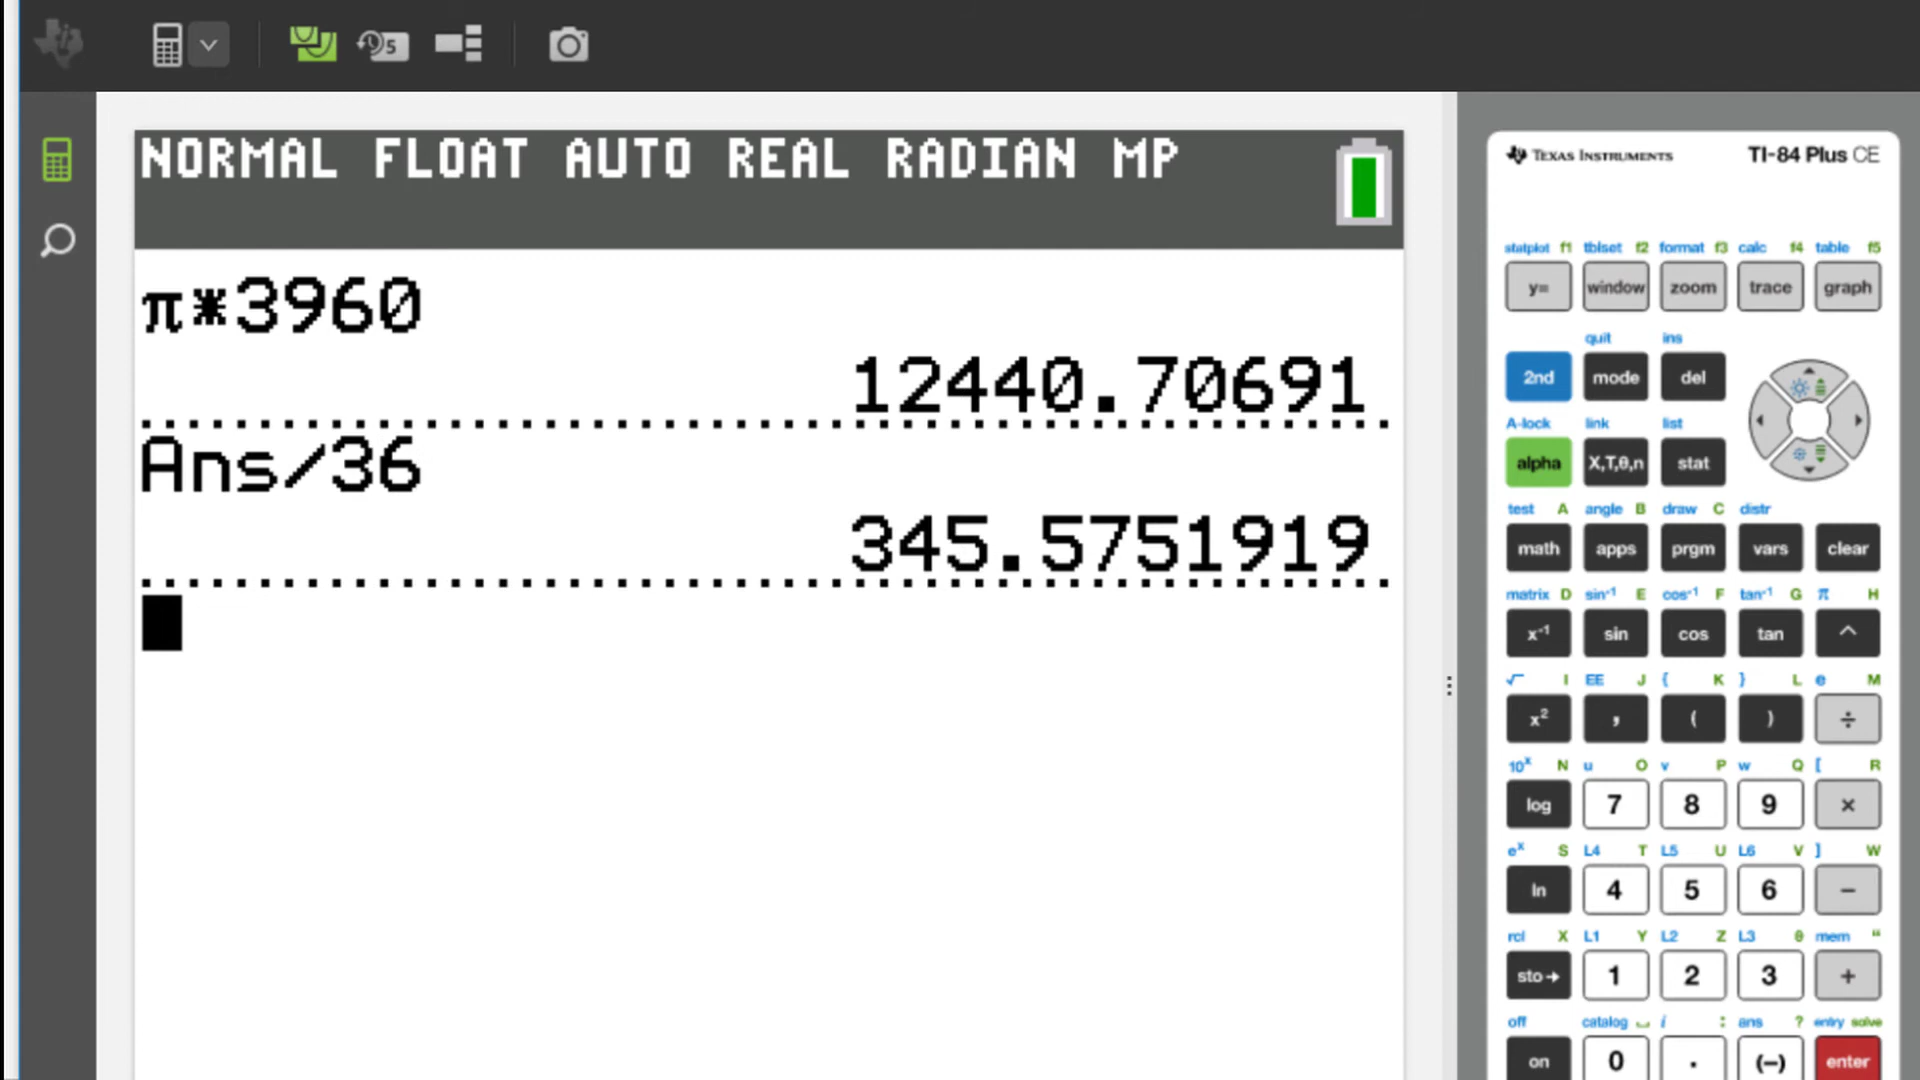 NORMAL FLOAT AUTO REAL RADIAN MP
π*3960
12440.70691
Ans/36
345.5751919
5
TEXAS INSTRUMENTS TI-84 Plus CE
statplot f1 tblset f2 format f3 calc f4 table f5
y= window zoom trace graph
quit ins
2nd mode del
A-lock link list
alpha X,T,θ,n stat
test A angle B draw C distr
math apps prgm vars clear
matrix D sin⁻¹ E cos⁻¹ F tan⁻¹ G π H
x⁻¹ sin cos tan ^
√ I EE J { K } L e M
x² , ( ) ÷
10ˣ N u O v P w Q [ R
log 7 8 9 ×
eˣ S L4 T L5 U L6 V ] W
ln 4 5 6 −
rcl X L1 Y L2 Z L3 θ mem "
sto→ 1 2 3 +
off catalog ⎵ i : ans ? entry solve
on 0 . (−) enter